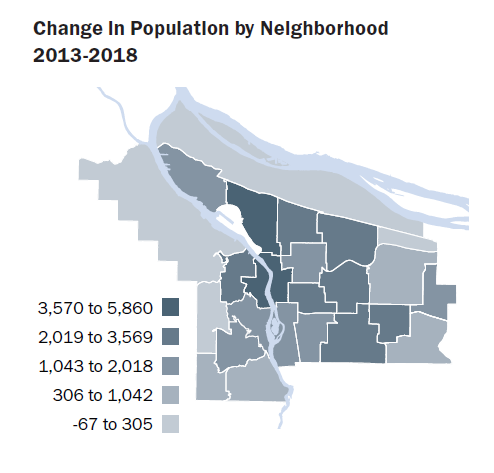 Change in Population by Neighborhood
2013-2018
3,570 to 5,860
2,019 to 3,569
1,043 to 2,018
306 to 1,042
-67 to 305